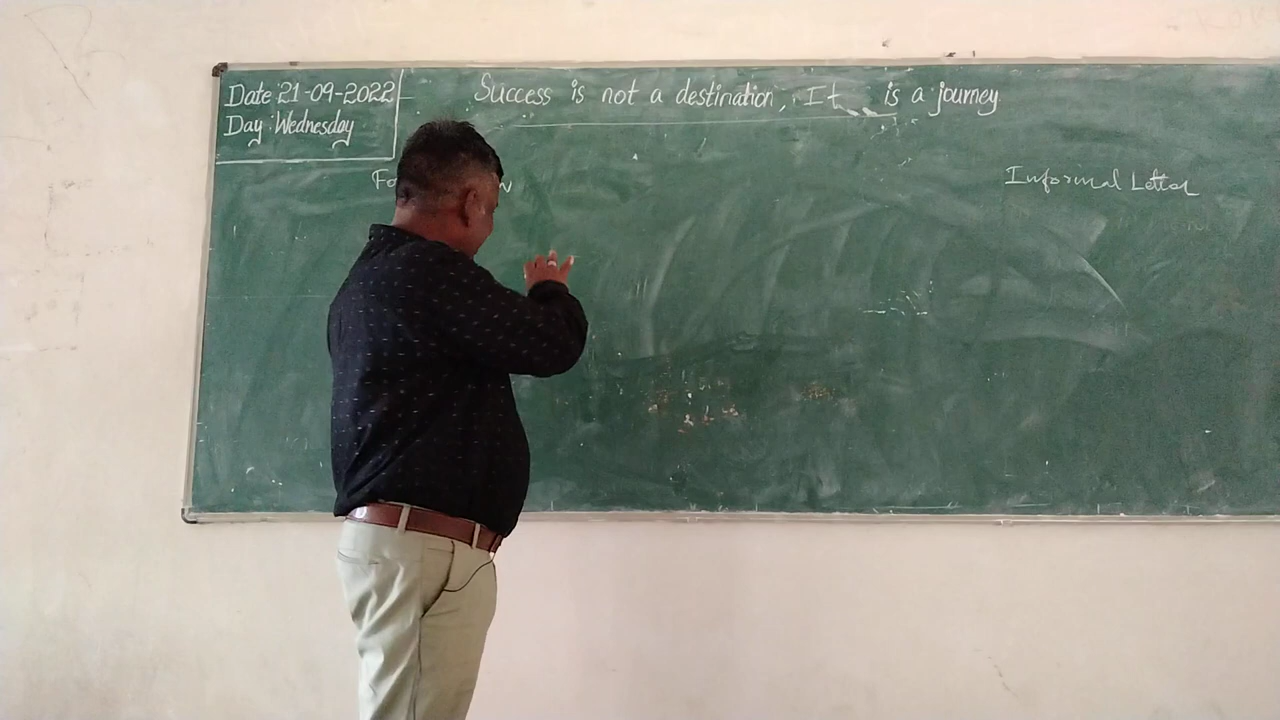 Date 21-09-2022
Day : Wednesday
Success is not a destination, It is a journey
Informal Letter